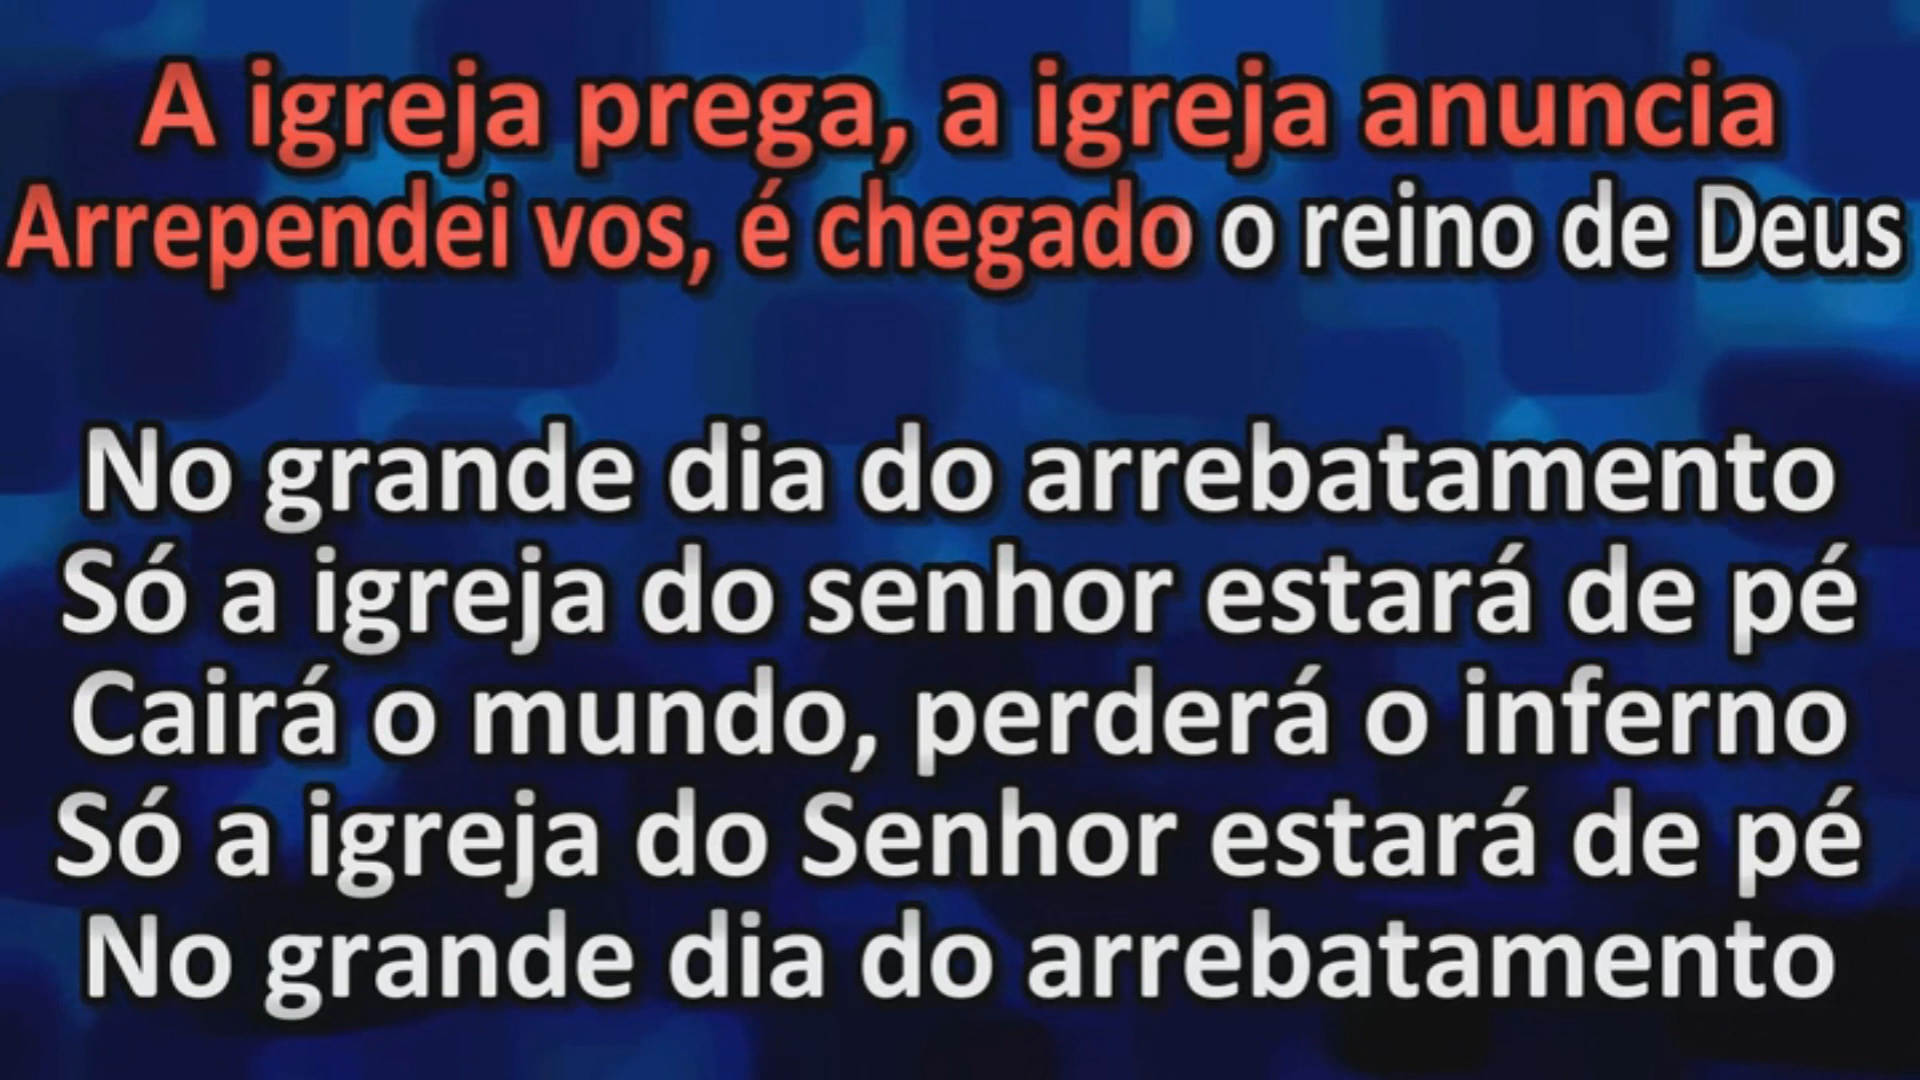 A igreja prega, a igreja anuncia
Arrependei vos, é chegado o reino de Deus
No grande dia do arrebatamento
Só a igreja do senhor estará de pé
Cairá o mundo, perderá o inferno
Só a igreja do Senhor estará de pé
No grande dia do arrebatamento